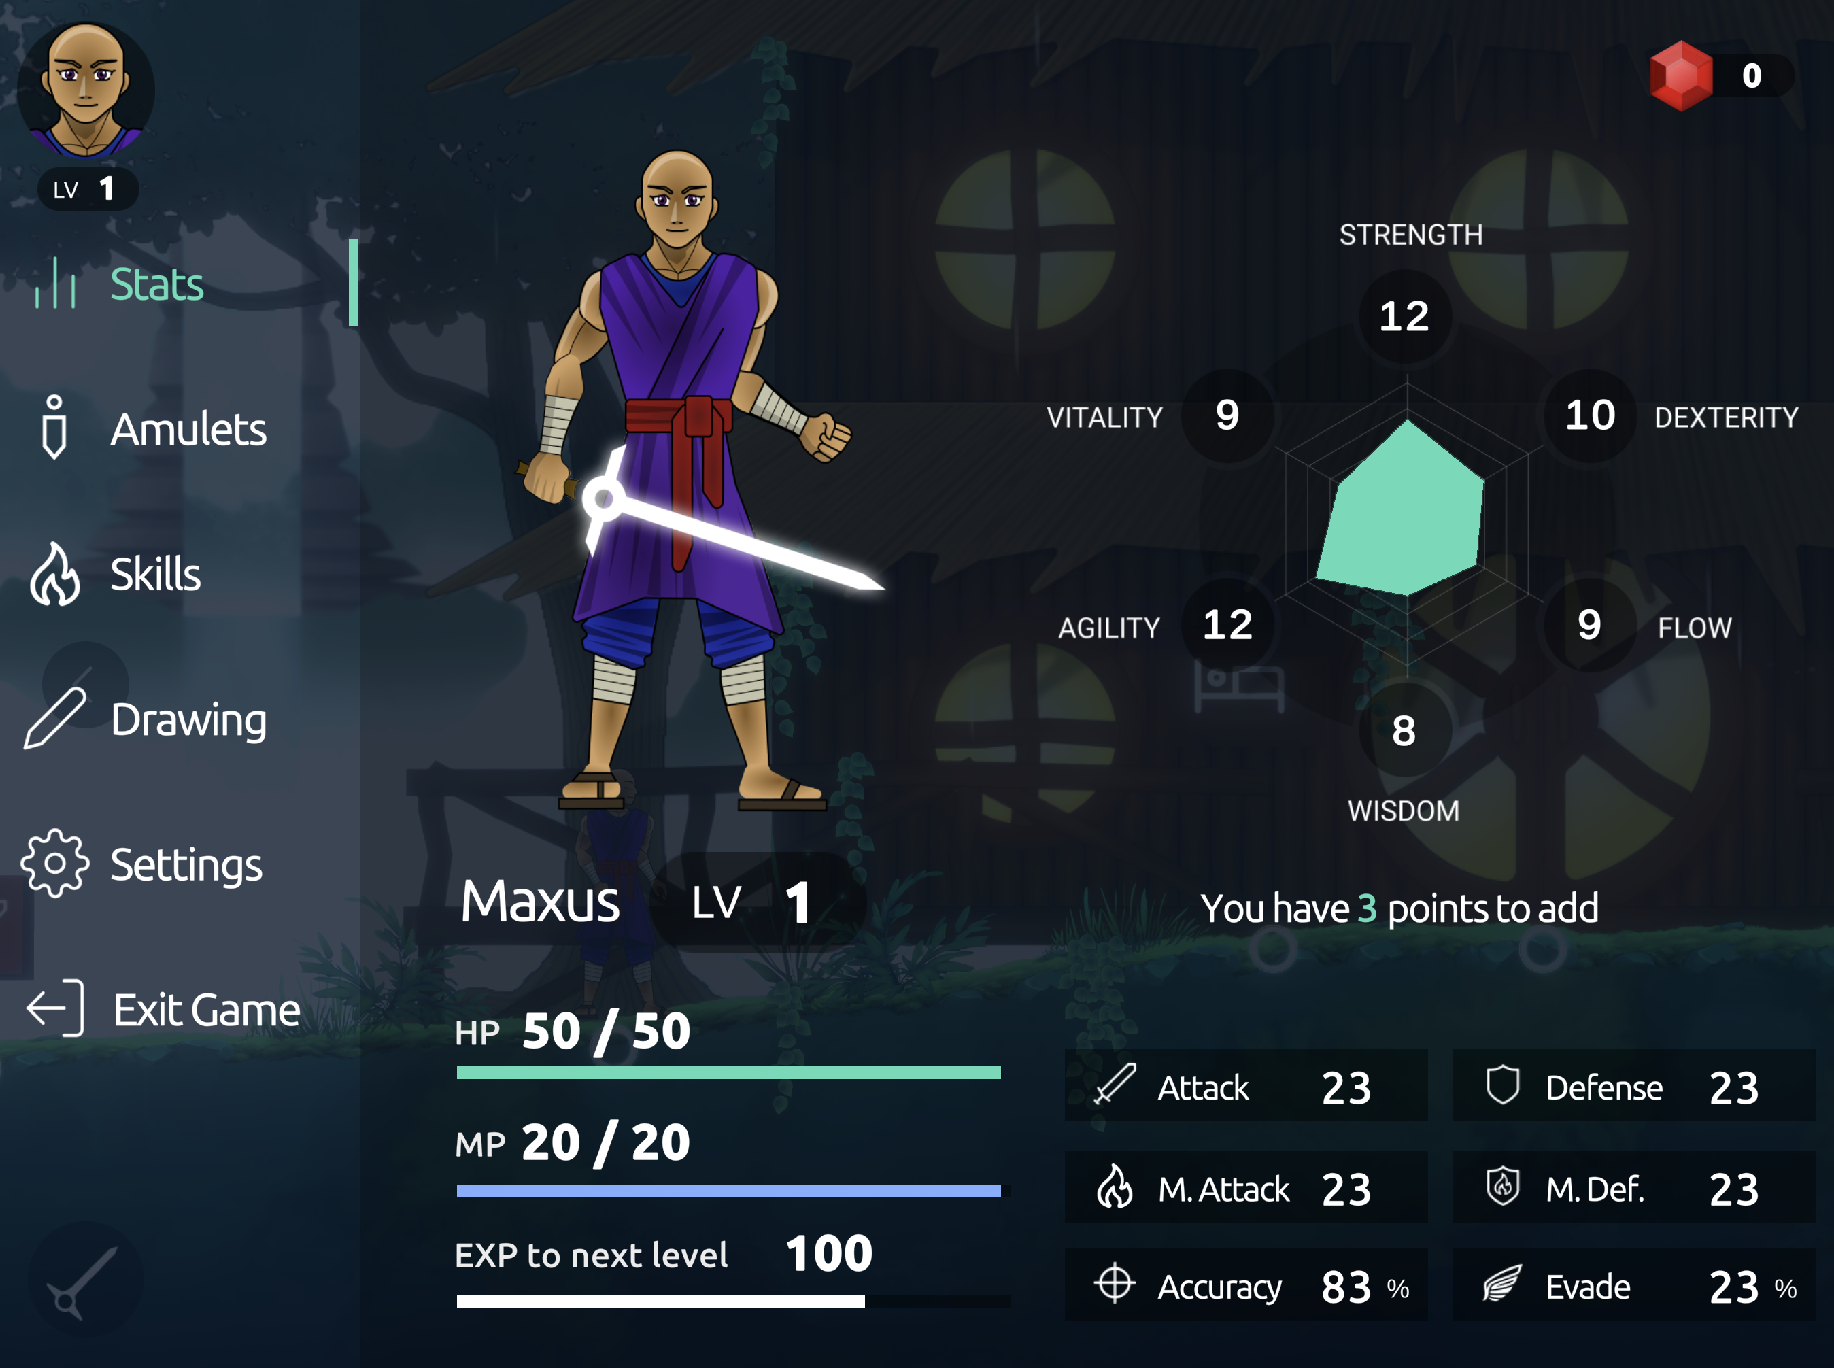 0
LV 1
Stats
Amulets
Skills
Drawing
Settings
Exit Game
Maxus LV 1
HP 50 / 50
MP 20 / 20
EXP to next level 100
STRENGTH
12
VITALITY 9
10 DEXTERITY
AGILITY 12
9 FLOW
8
WISDOM
You have 3 points to add
Attack 23
Defense 23
M. Attack 23
M. Def. 23
Accuracy 83 %
Evade 23 %